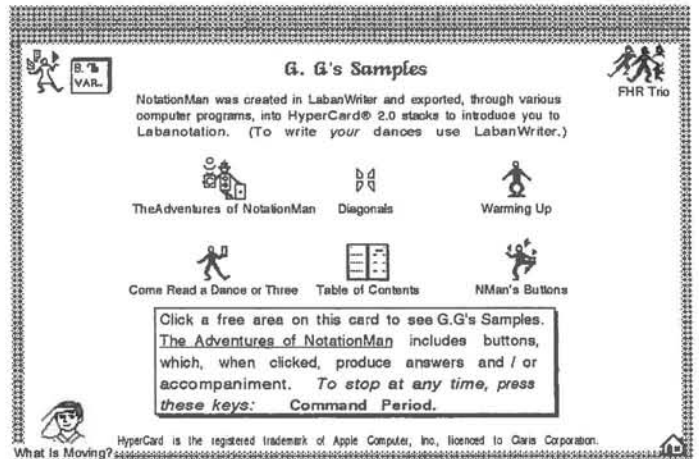 B. &
VAR.
G. G's Samples
FHR Trio
NotationMan was created in LabanWriter and exported, through various
computer programs, into HyperCard® 2.0 stacks to introduce you to
Labanotation. (To write your dances use LabanWriter.)
TheAdventures of NotationMan
Diagonals
Warming Up
Come Read a Dance or Three
Table of Contents
NMan's Buttons
Click a free area on this card to see G.G's Samples.
The Adventures of NotationMan includes buttons,
which, when clicked, produce answers and / or
accompaniment. To stop at any time, press
these keys: Command Period.
What Is Moving?
HyperCard is the registered trademark of Apple Computer, Inc., licenced to Claris Corporation.